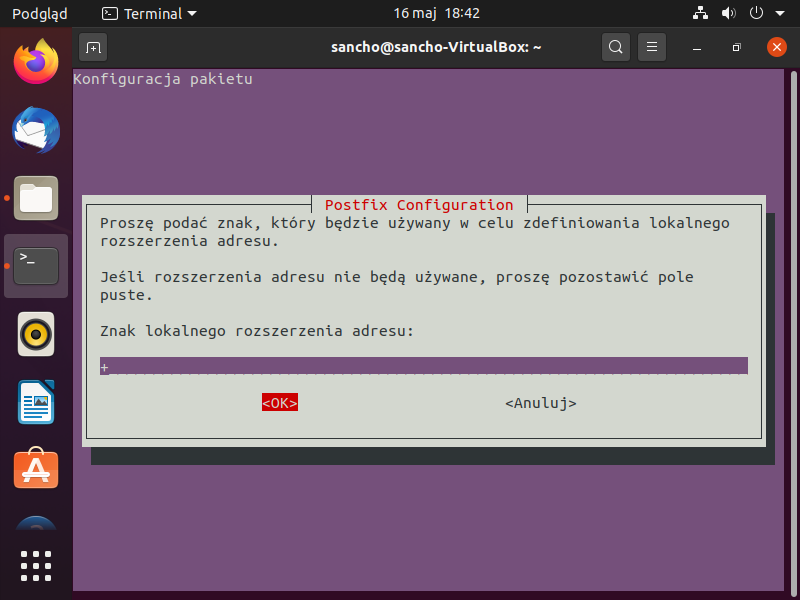 Podgląd
Terminal
16 maj 18:42
sancho@sancho-VirtualBox: ~
Konfiguracja pakietu
Postfix Configuration
Proszę podać znak, który będzie używany w celu zdefiniowania lokalnego
rozszerzenia adresu.
Jeśli rozszerzenia adresu nie będą używane, proszę pozostawić pole
puste.
Znak lokalnego rozszerzenia adresu:
+
<OK> <Anuluj>